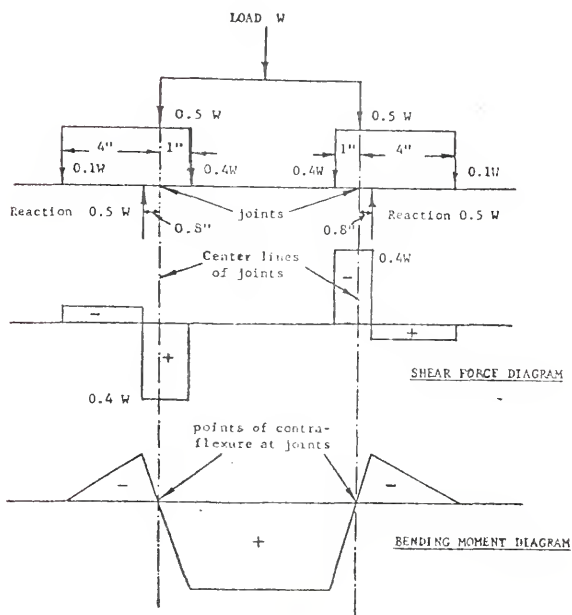 LOAD W
0.5 W
0.5 W
4"
1"
1"
4"
0.1W
0.4W
0.4W
0.1W
Reaction 0.5 W
0.8"
joints
0.8"
Reaction 0.5 W
Center lines
of joints
-
0.4W
-
+
+
SHEAR FORCE DIAGRAM
0.4 W
points of contra-
flexure at joints
-
-
+
BENDING MOMENT DIAGRAM